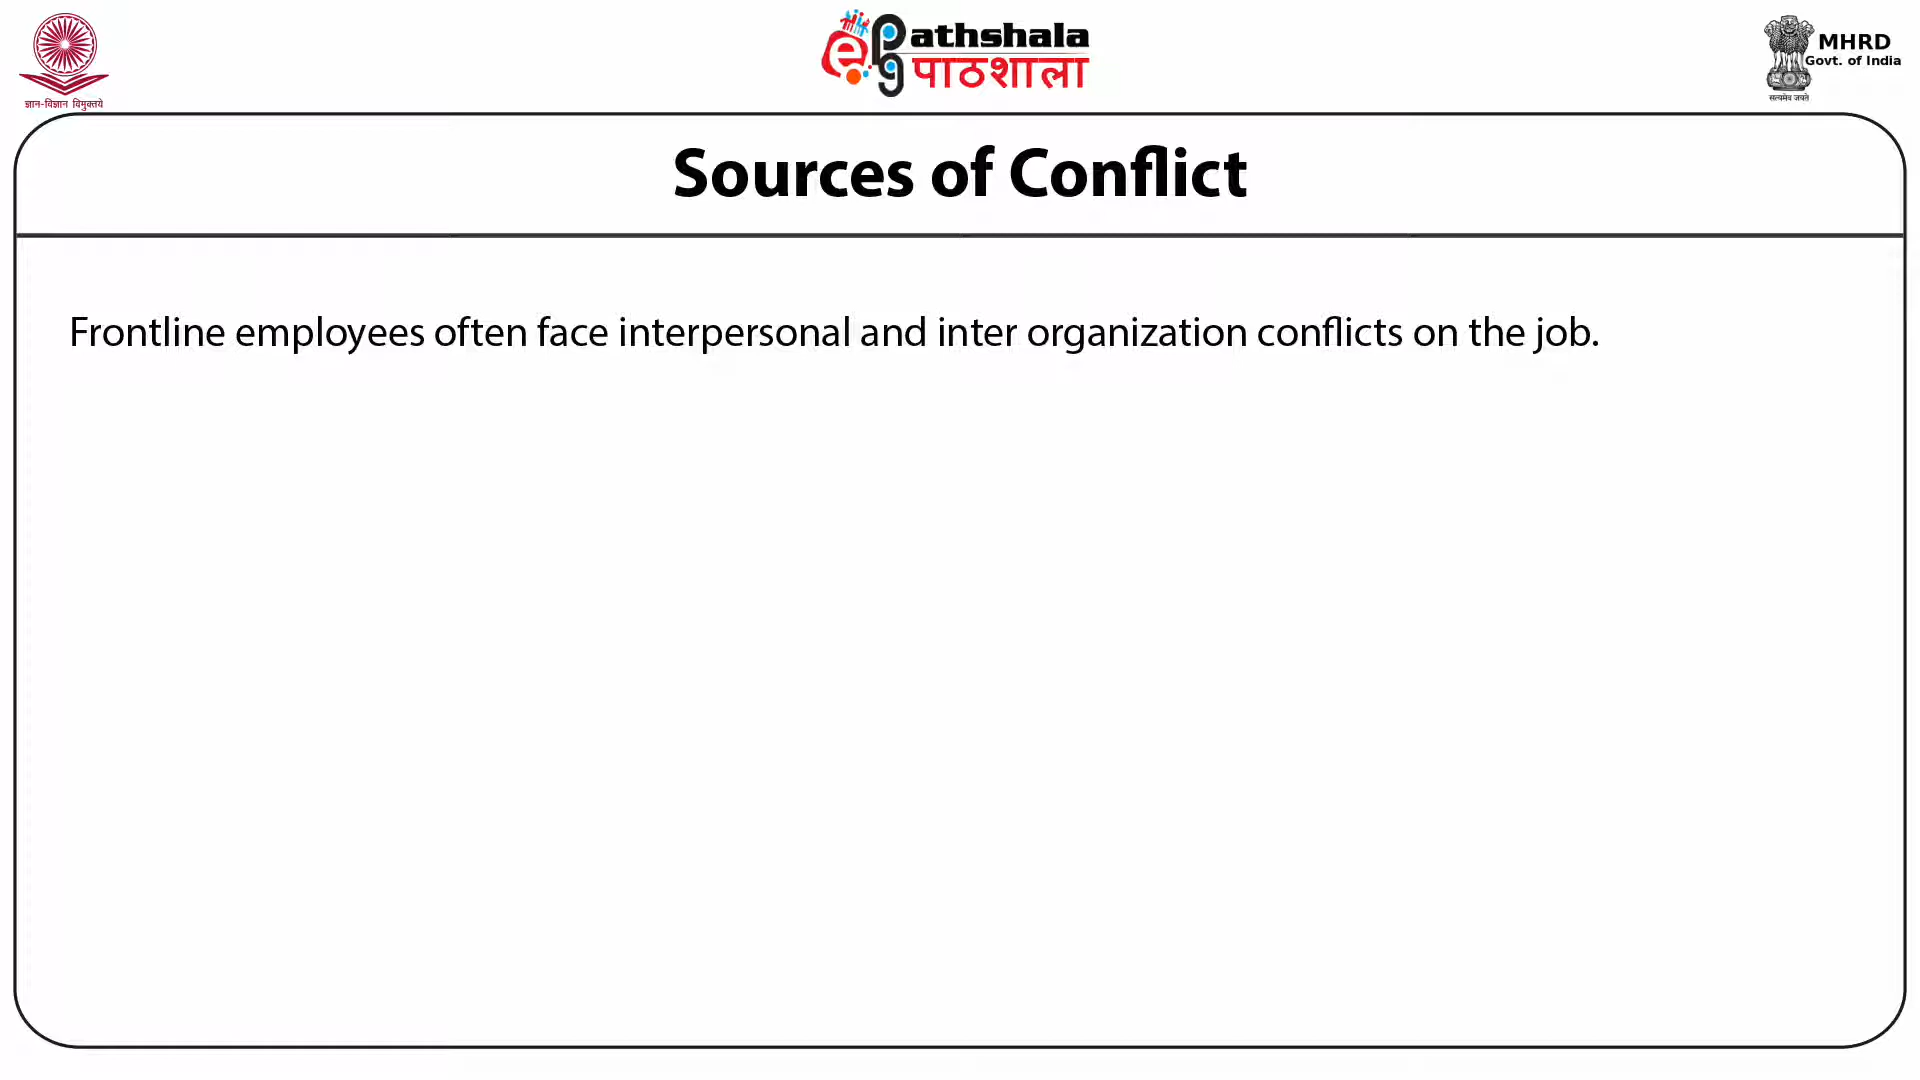 ज्ञान-विज्ञान विमुक्तये
athshala
पाठशाला
MHRD
Govt. of India
सत्यमेव जयते
Sources of Conflict
Frontline employees often face interpersonal and inter organization conflicts on the job.